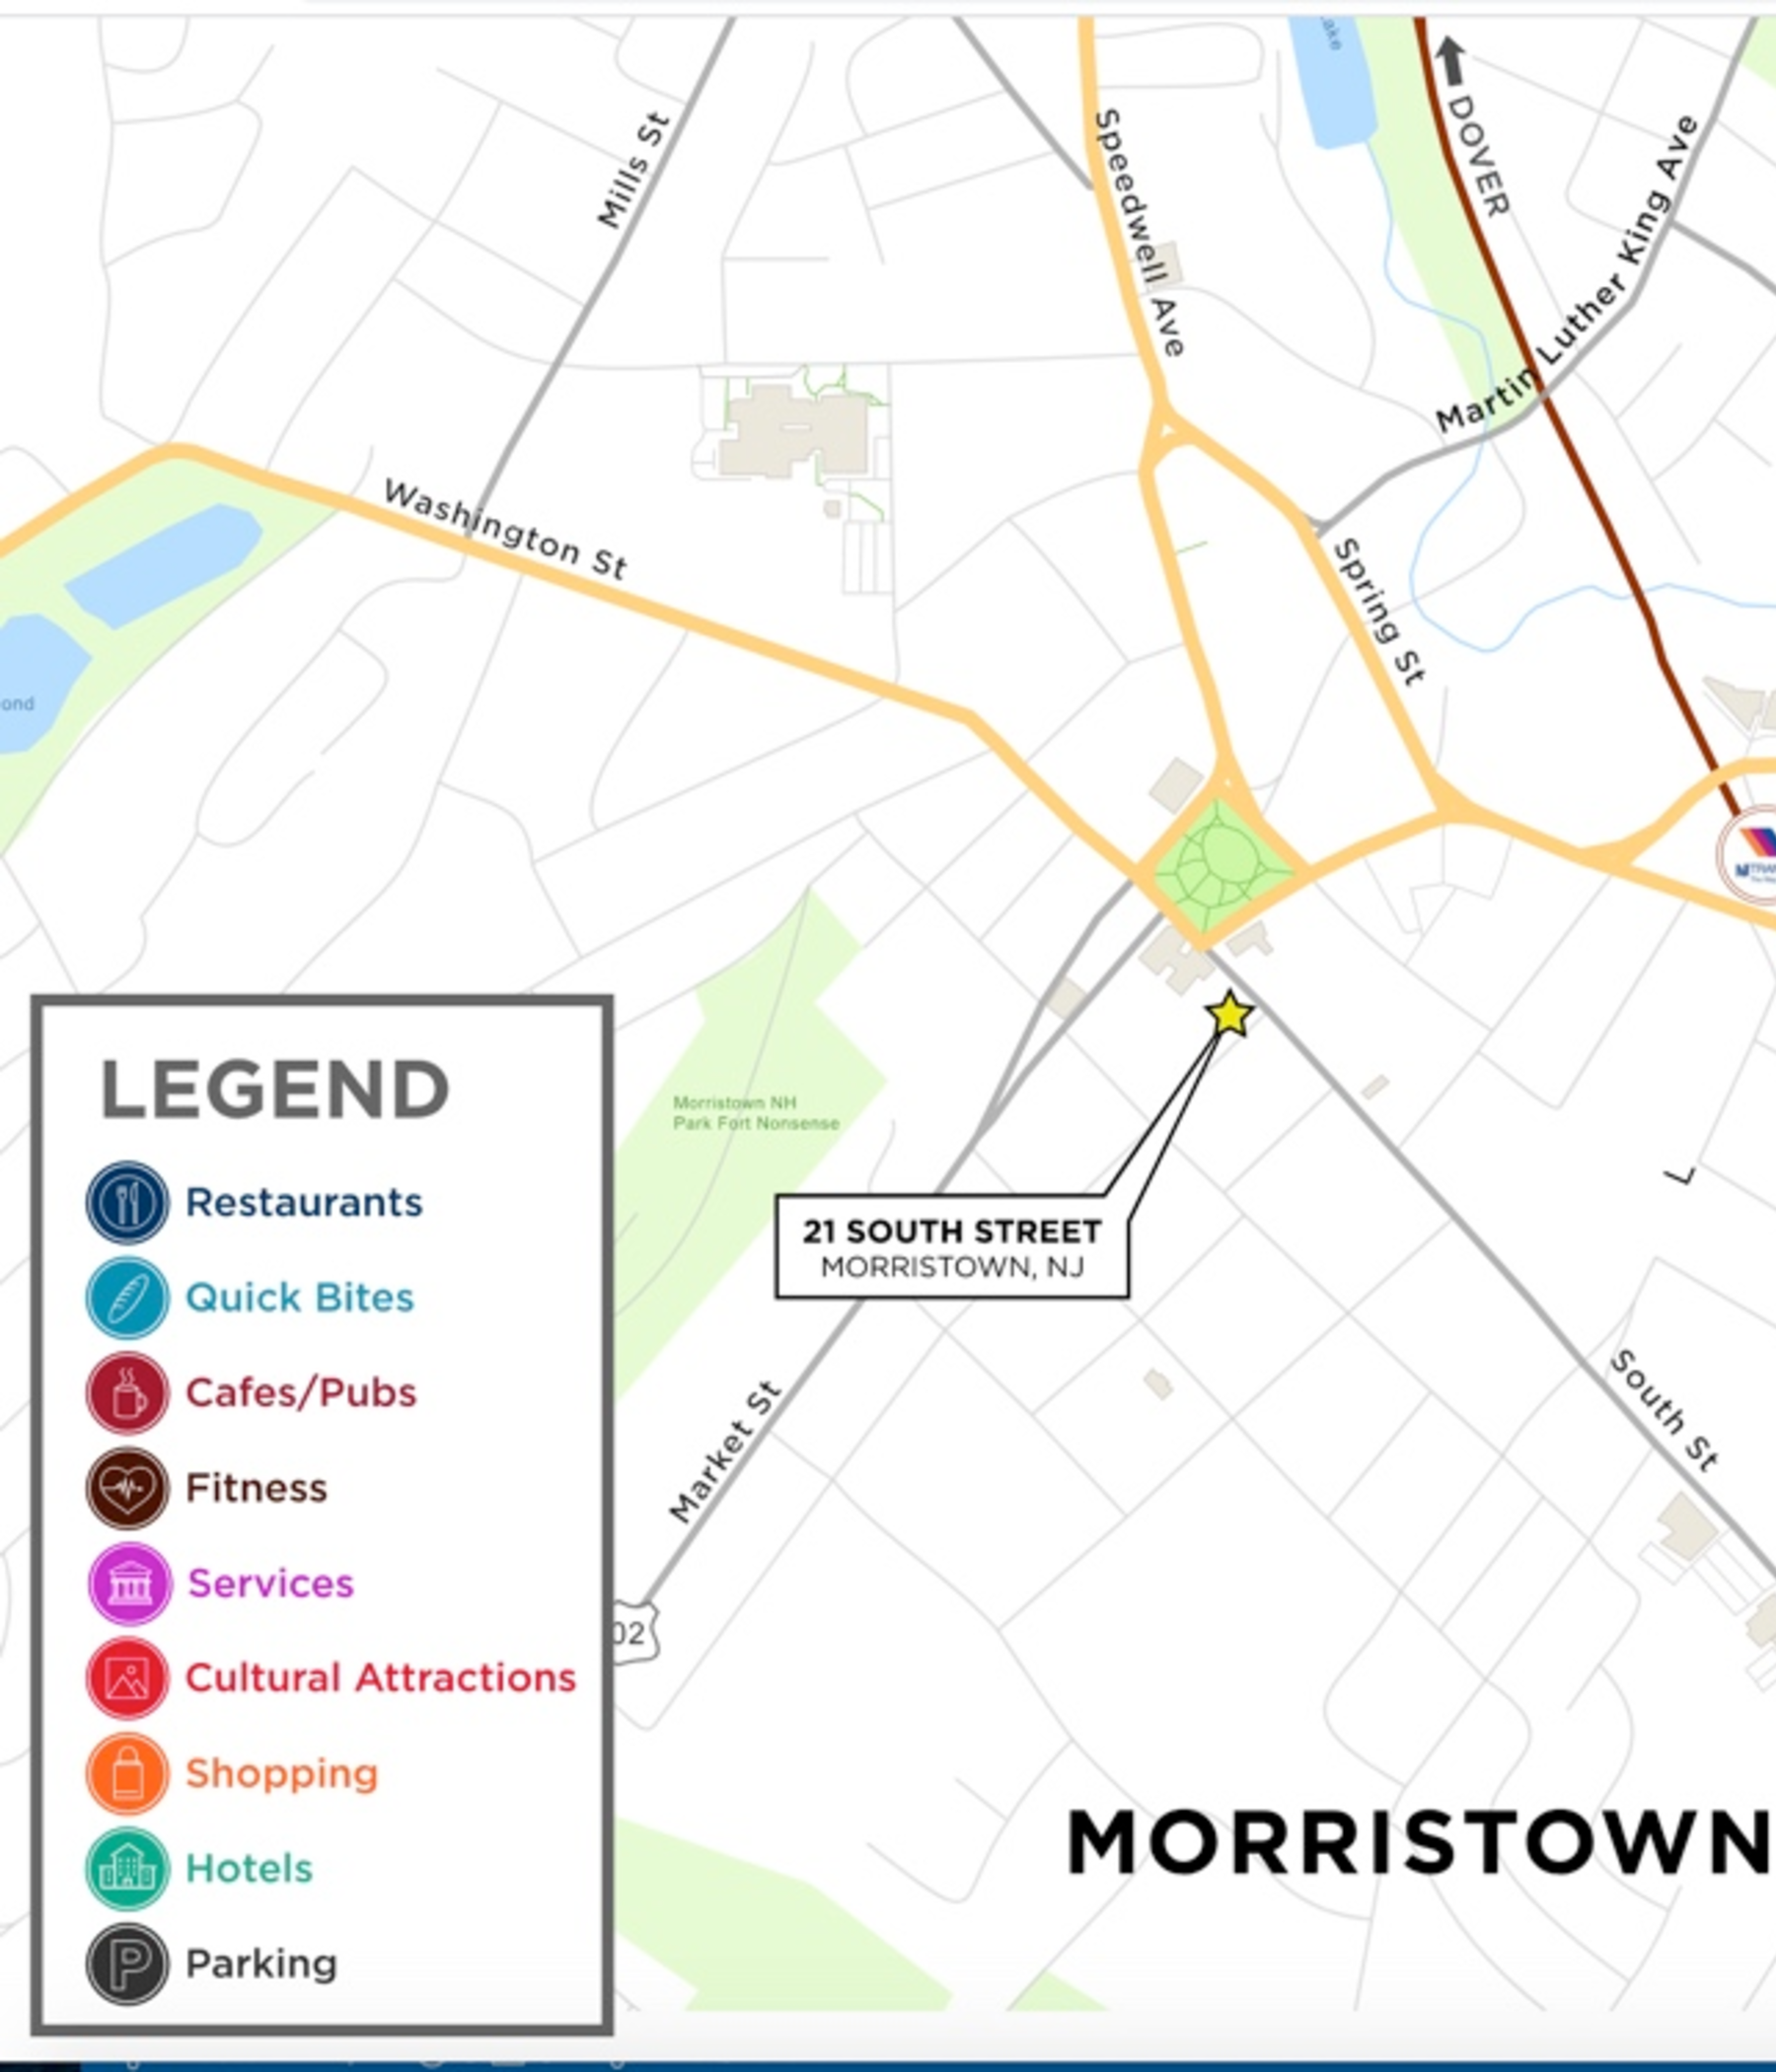 ake
DOVER
Mills St
Speedwell Ave
Martin Luther King Ave
Washington St
Spring St
ond
Morristown NH
Park Fort Nonsense
21 SOUTH STREET
MORRISTOWN, NJ
Market St
South St
02
MORRISTOWN
LEGEND
Restaurants
Quick Bites
Cafes/Pubs
Fitness
Services
Cultural Attractions
Shopping
Hotels
P Parking